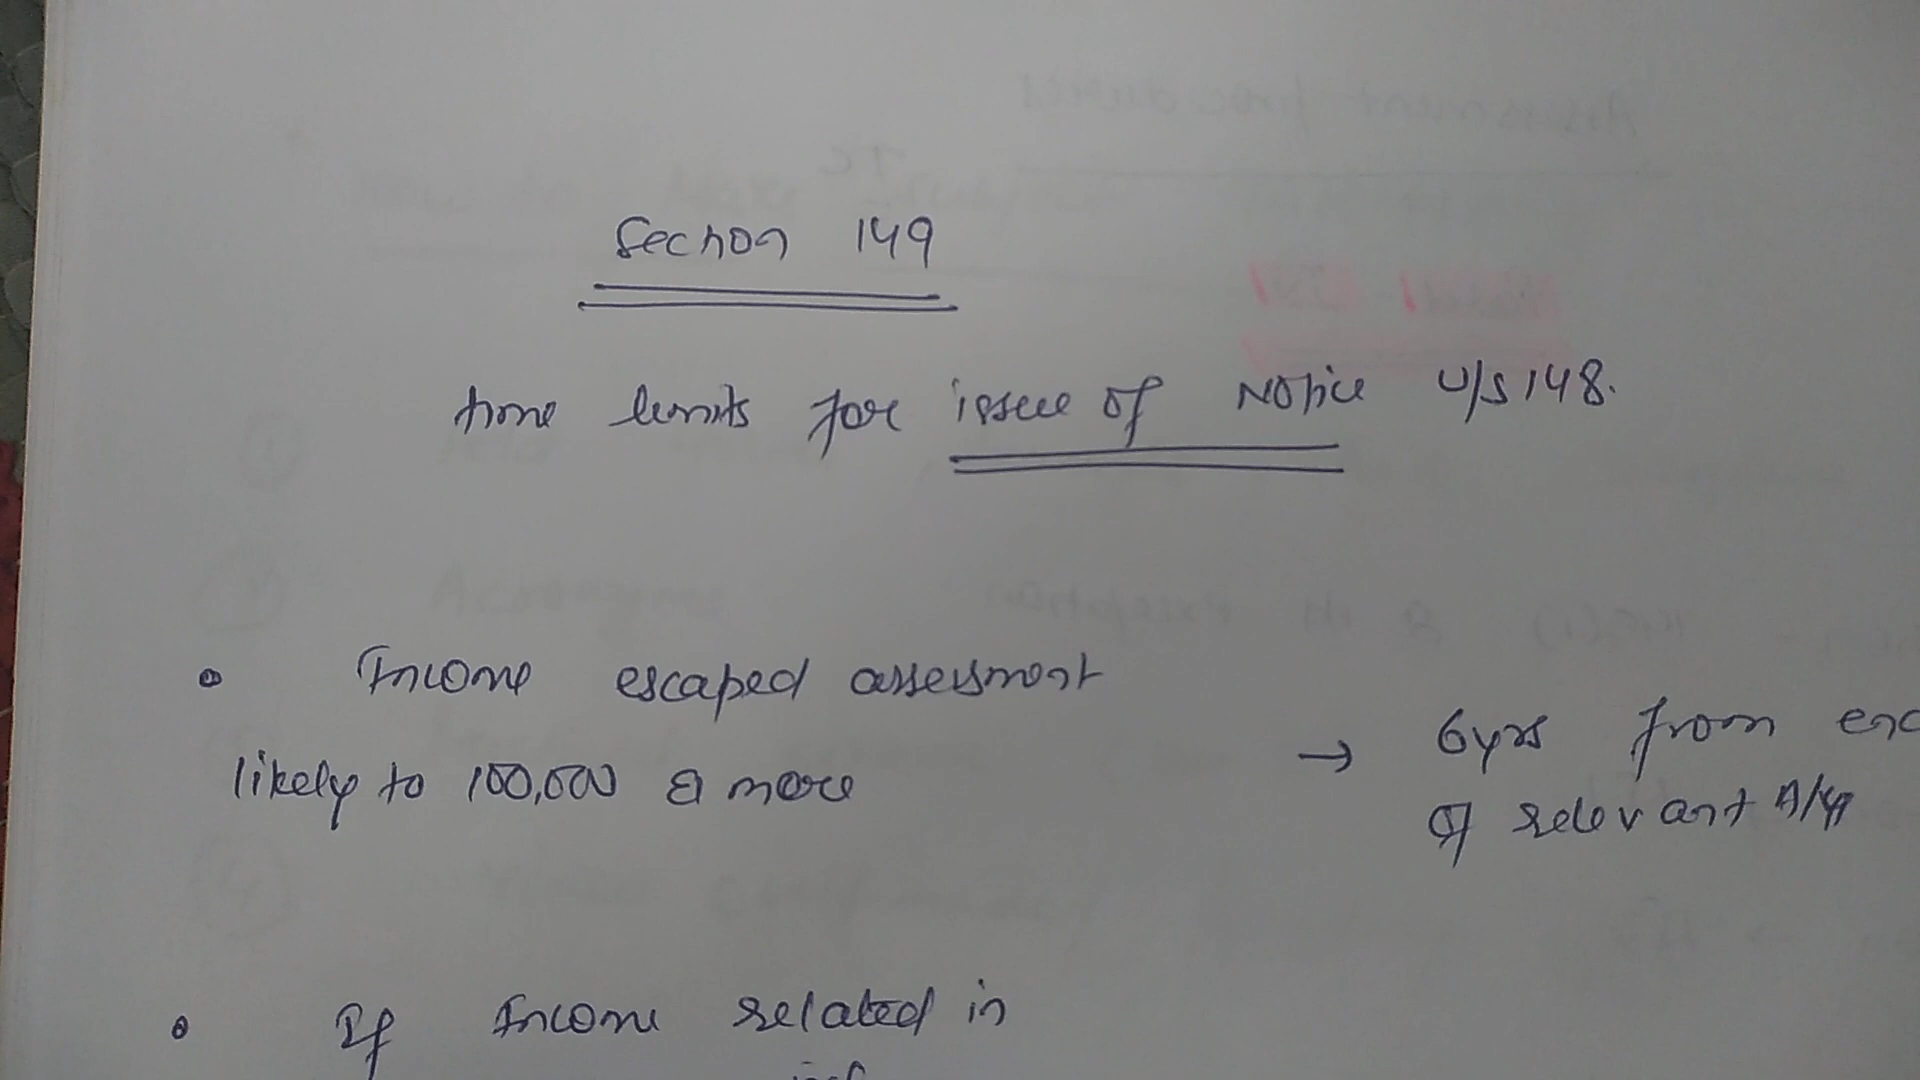 Section 149
time limits for issue of Notice u/s 148.
• Income escaped assessment
likely to 100,000 & more
→ 6yrs from end
of relevant A/y
• If Income related in